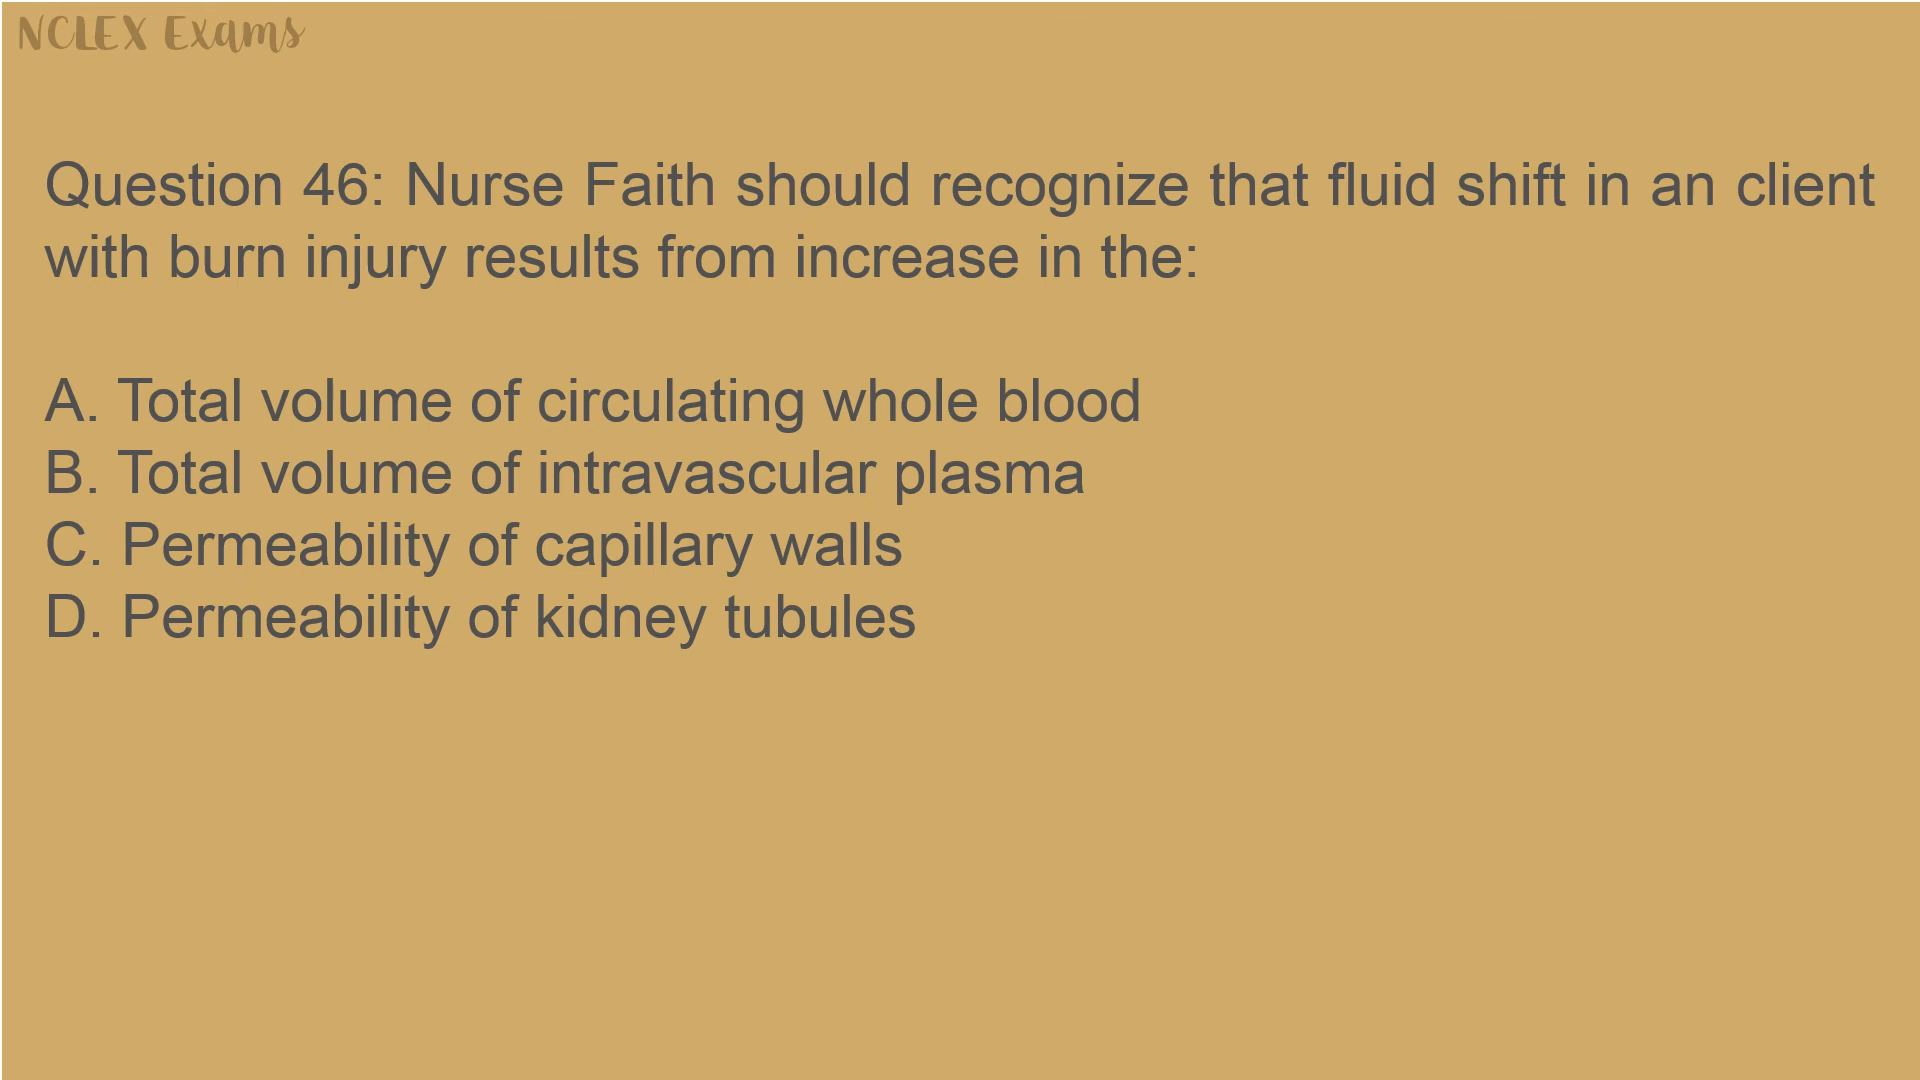 NCLEX Exams
Question 46: Nurse Faith should recognize that fluid shift in an client
with burn injury results from increase in the:
A. Total volume of circulating whole blood
B. Total volume of intravascular plasma
C. Permeability of capillary walls
D. Permeability of kidney tubules